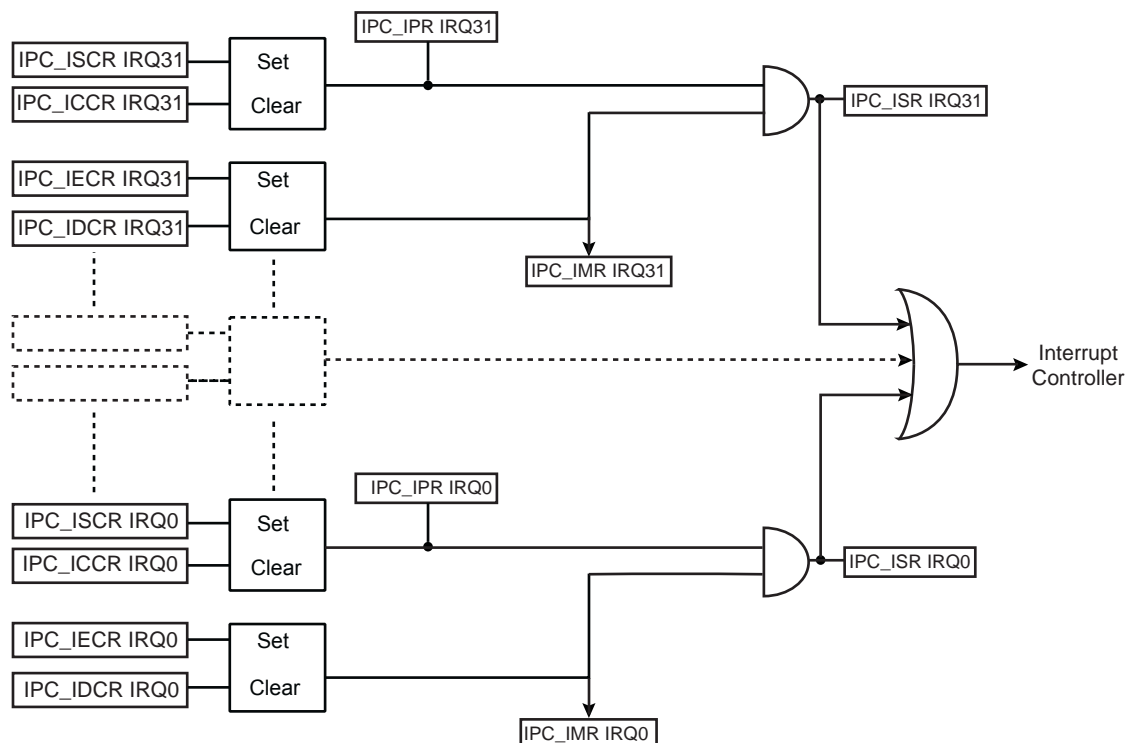 IPC_IPR IRQ31
IPC_ISCR IRQ31
Set
IPC_ICCR IRQ31
Clear
IPC_ISR IRQ31
IPC_IECR IRQ31
Set
IPC_IDCR IRQ31
Clear
IPC_IMR IRQ31
Interrupt
Controller
IPC_IPR IRQ0
IPC_ISCR IRQ0
Set
IPC_ICCR IRQ0
Clear
IPC_ISR IRQ0
IPC_IECR IRQ0
Set
IPC_IDCR IRQ0
Clear
IPC_IMR IRQ0